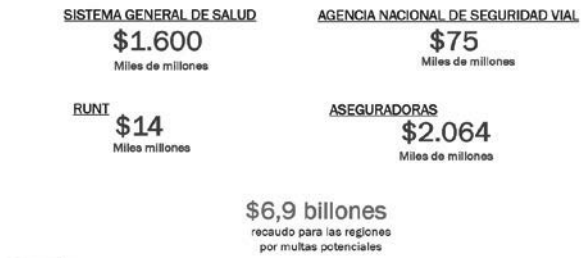 SISTEMA GENERAL DE SALUD
$1.600
Miles de millones
AGENCIA NACIONAL DE SEGURIDAD VIAL
$75
Miles de millones
RUNT
$14
Miles millones
ASEGURADORAS
$2.064
Miles de millones
$6,9 billones
recaudo para las regiones
por multas potenciales